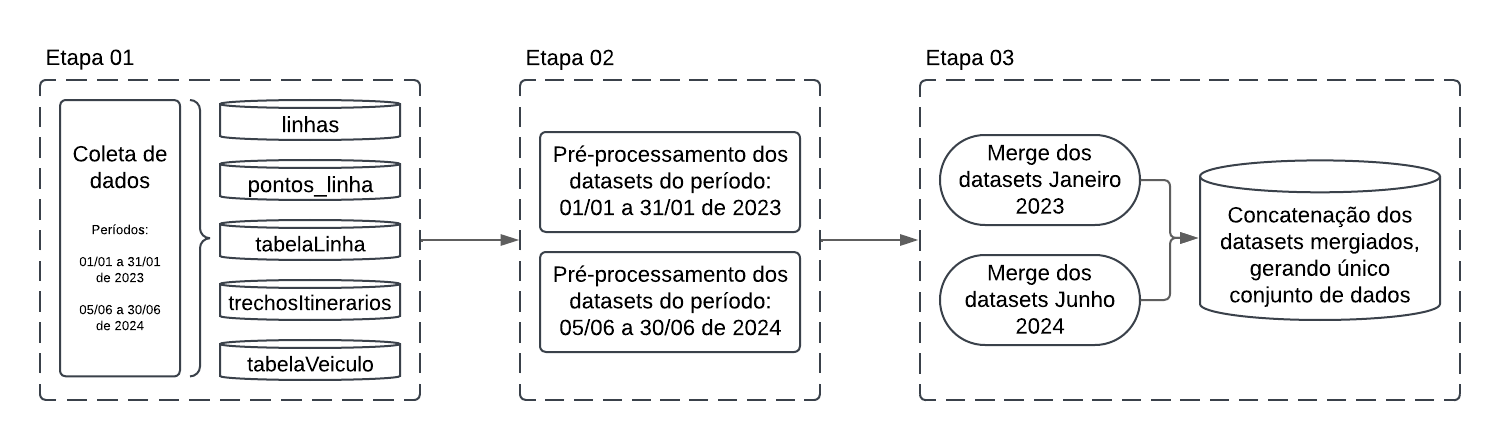 Etapa 01
Coleta de
dados
Períodos:
01/01 a 31/01
de 2023
05/06 a 30/06
de 2024
linhas
pontos_linha
tabelaLinha
trechosItinerarios
tabelaVeiculo
Etapa 02
Pré-processamento dos
datasets do período:
01/01 a 31/01 de 2023
Pré-processamento dos
datasets do período:
05/06 a 30/06 de 2024
Etapa 03
Merge dos
datasets Janeiro
2023
Merge dos
datasets Junho
2024
Concatenação dos
datasets mergiados,
gerando único
conjunto de dados